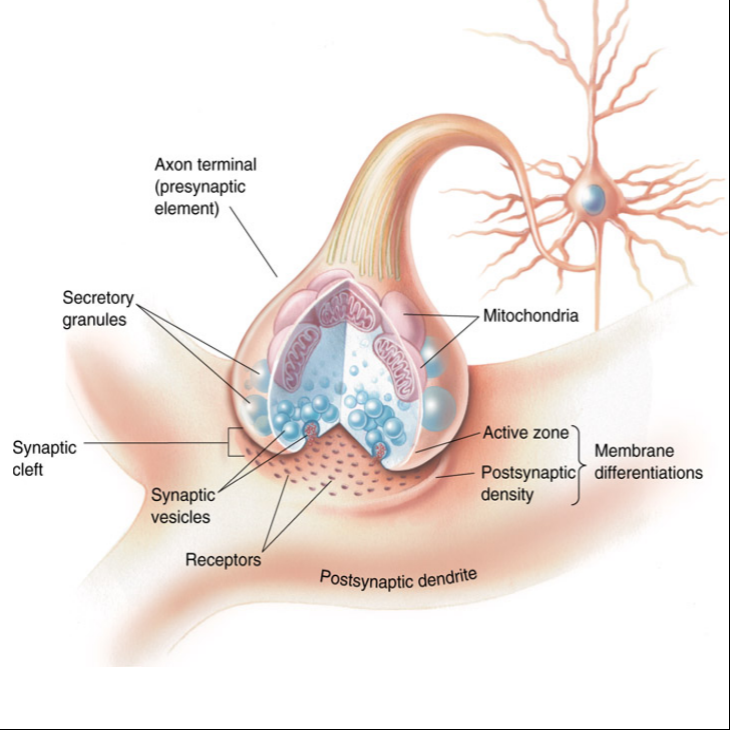 Axon terminal
(presynaptic
element)
Secretory
granules
Mitochondria
Synaptic
cleft
Active zone
Postsynaptic
density
Membrane
differentiations
Synaptic
vesicles
Receptors
Postsynaptic dendrite